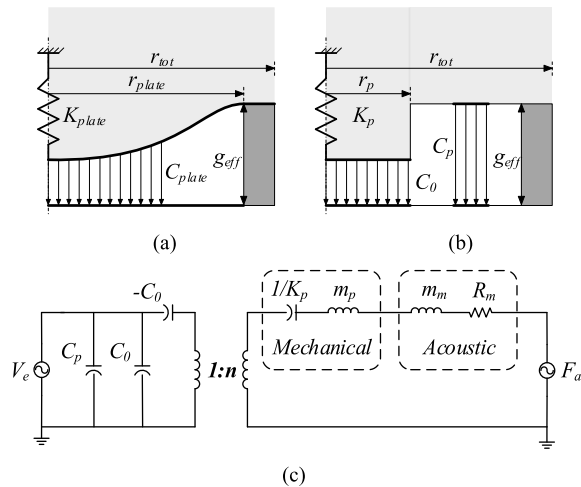 r_tot r_tot
r_plate r_p
K_plate K_p C_p
C_plate g_eff C_0 g_eff
(a) (b)
-C_0 1/K_p m_p m_m R_m
V_e C_p C_0 1:n Mechanical Acoustic F_a
(c)